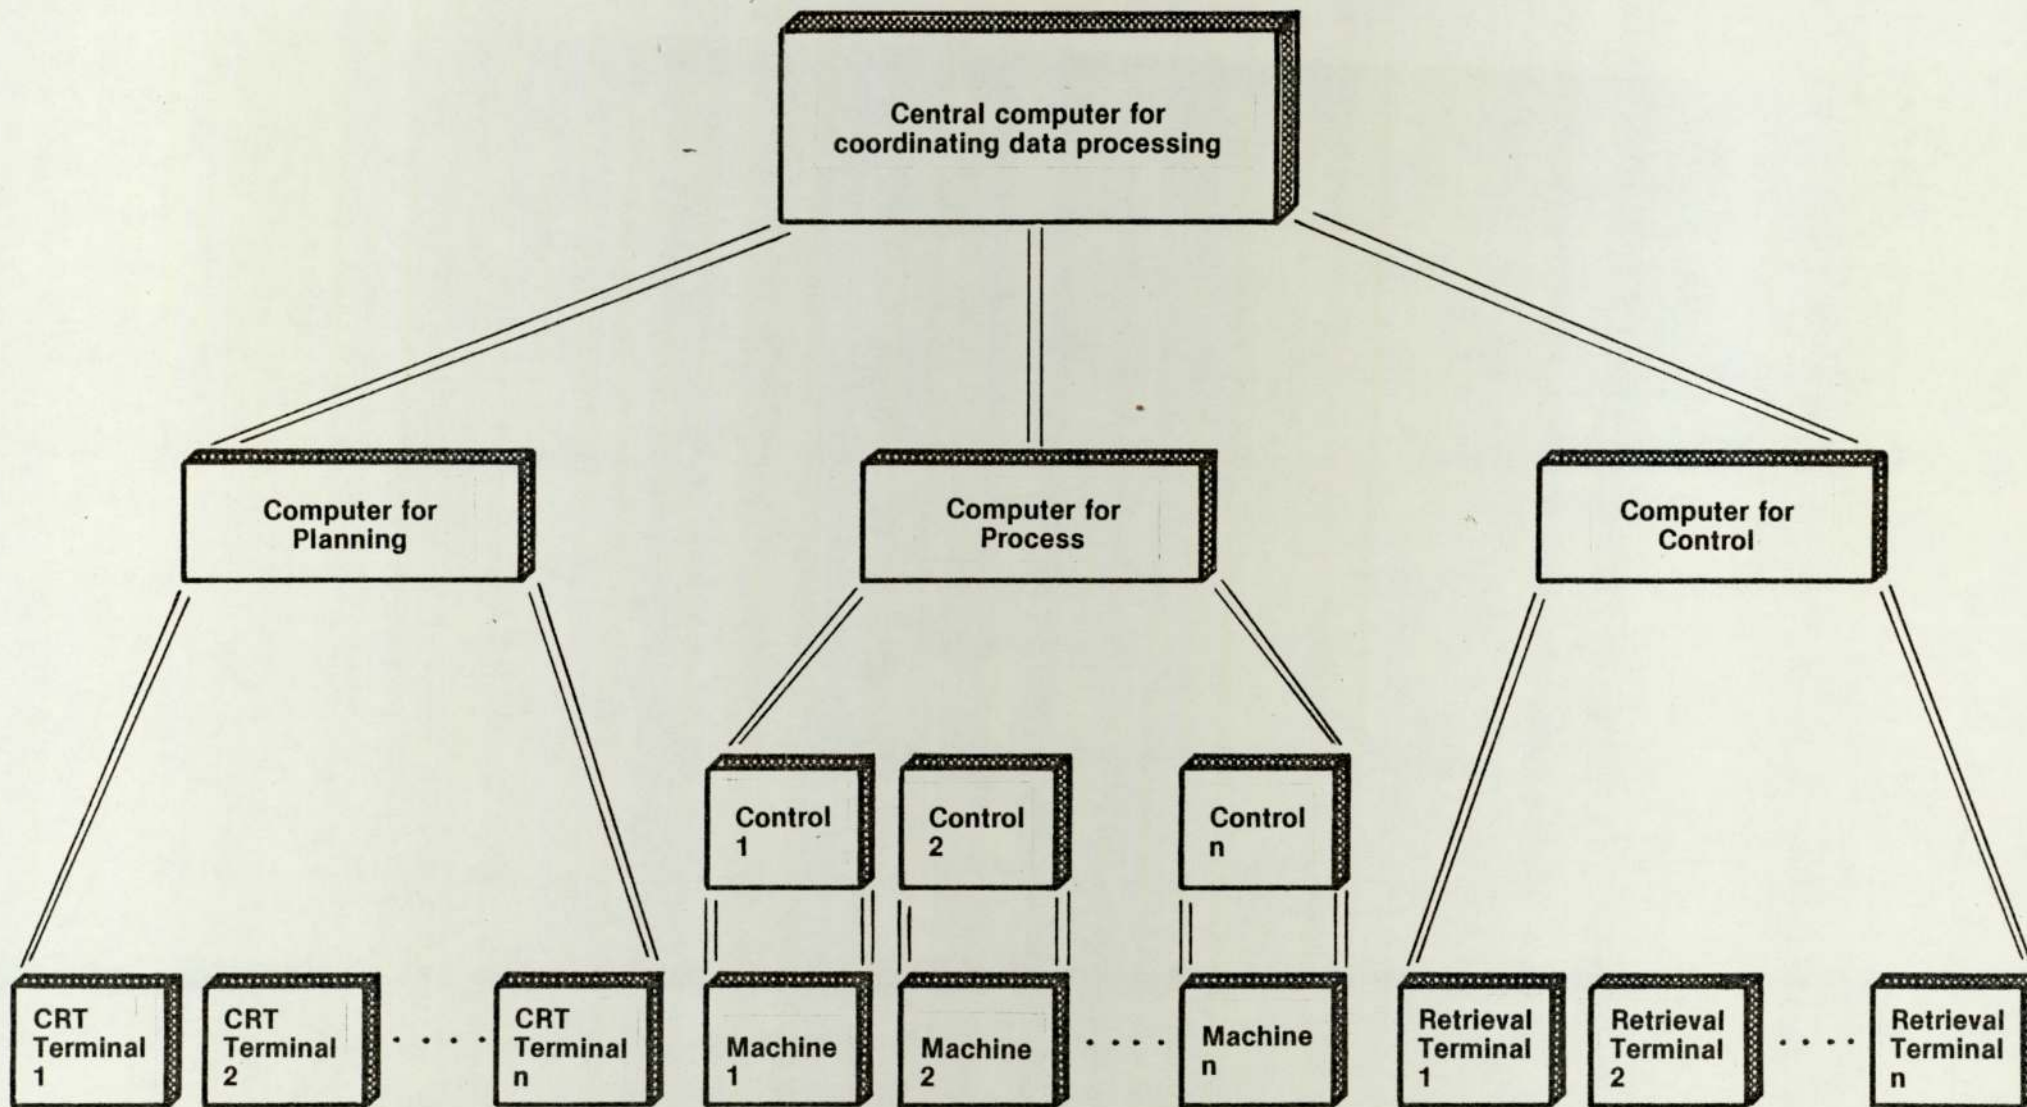 Central computer for
coordinating data processing
Computer for
Planning
Computer for
Process
Computer for
Control
Control
1
Control
2
Control
n
CRT
Terminal
1
CRT
Terminal
2
. . . . .
CRT
Terminal
n
Machine
1
Machine
2
. . . . .
Machine
n
Retrieval
Terminal
1
Retrieval
Terminal
2
. . . .
Retrieval
Terminal
n